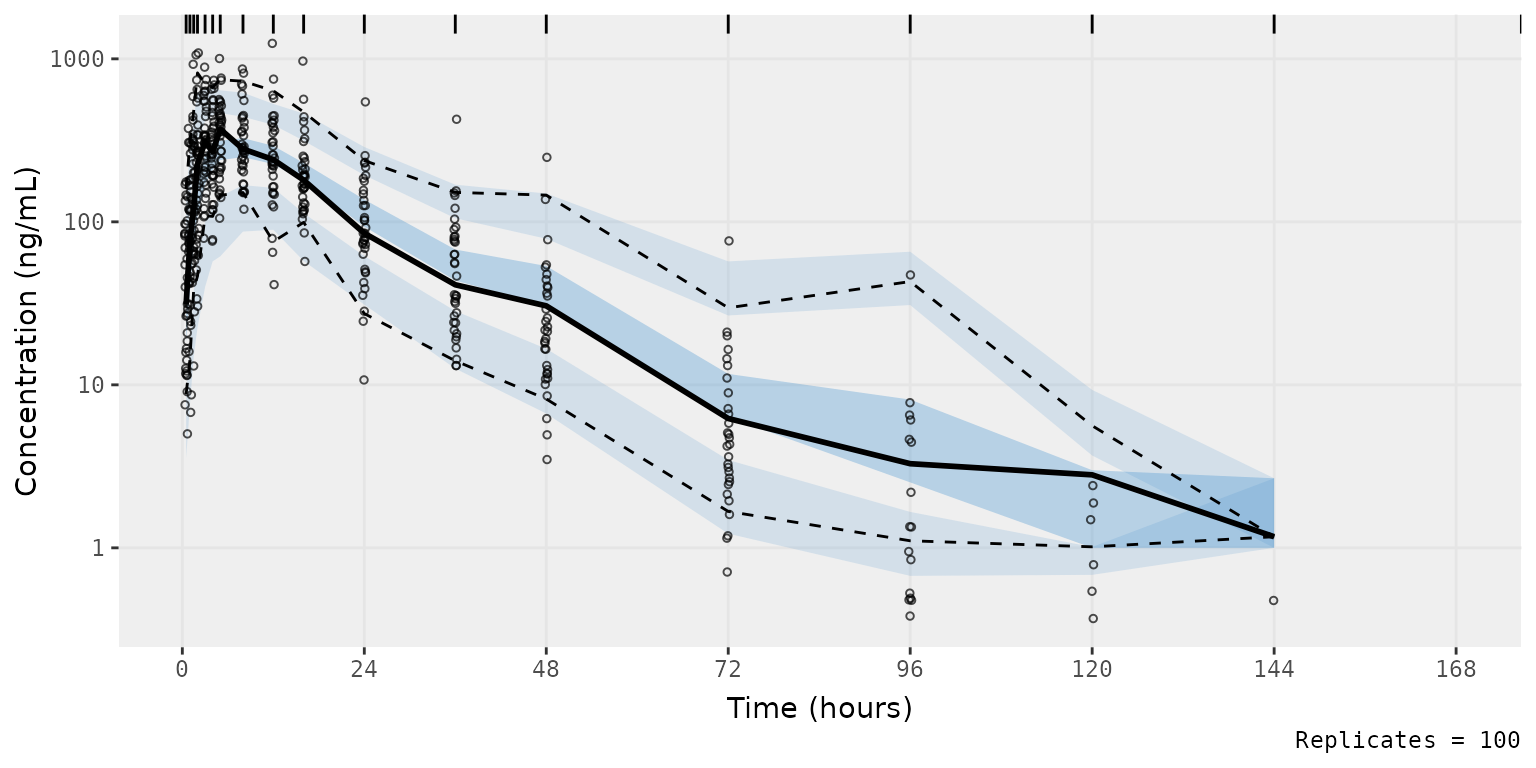 Concentration (ng/mL)
1000
100
10
1
0 24 48 72 96 120 144 168
Time (hours)
Replicates = 100